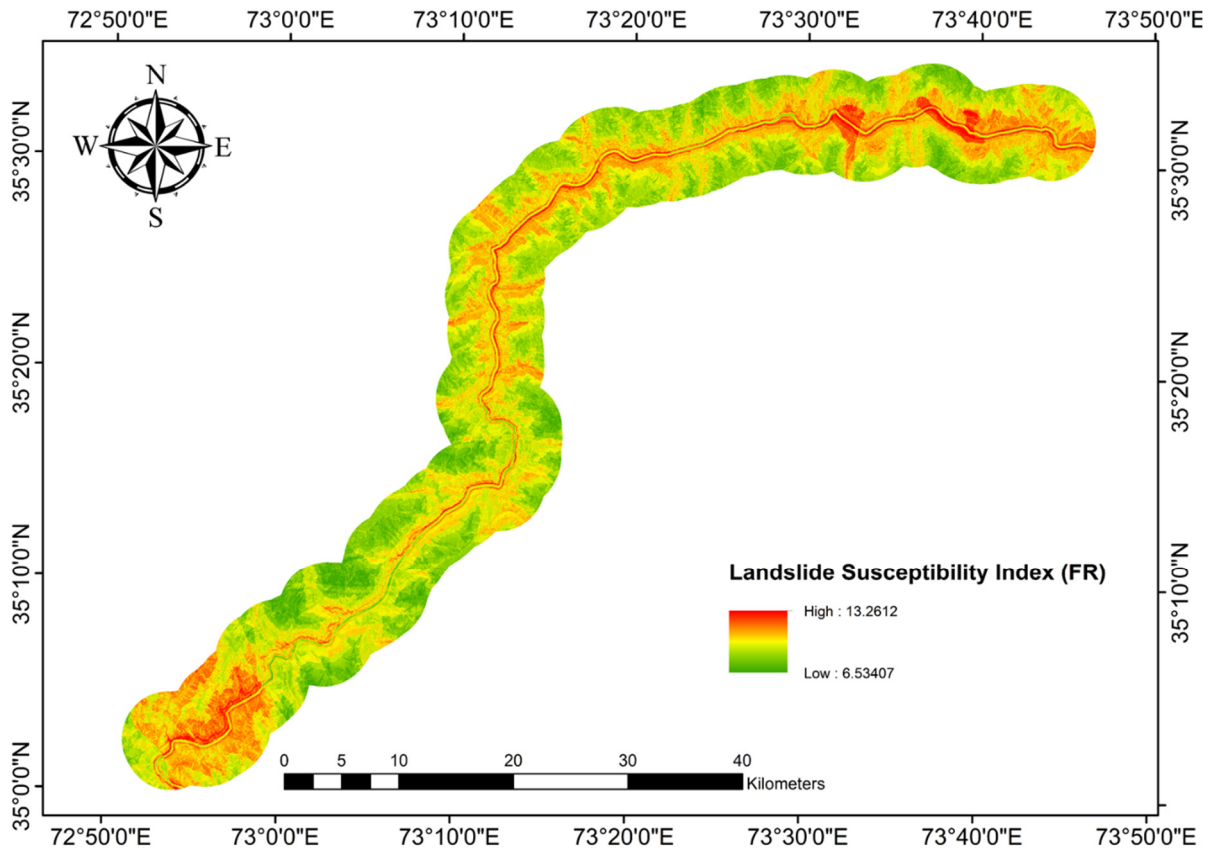 72°50'0"E 73°0'0"E 73°10'0"E 73°20'0"E 73°30'0"E 73°40'0"E 73°50'0"E
N
W E
S
35°30'0"N
35°30'0"N
35°20'0"N
35°20'0"N
35°10'0"N
35°10'0"N
35°0'0"N
Landslide Susceptibility Index (FR)
High : 13.2612
Low : 6.53407
0 5 10 20 30 40
Kilometers
72°50'0"E 73°0'0"E 73°10'0"E 73°20'0"E 73°30'0"E 73°40'0"E 73°50'0"E